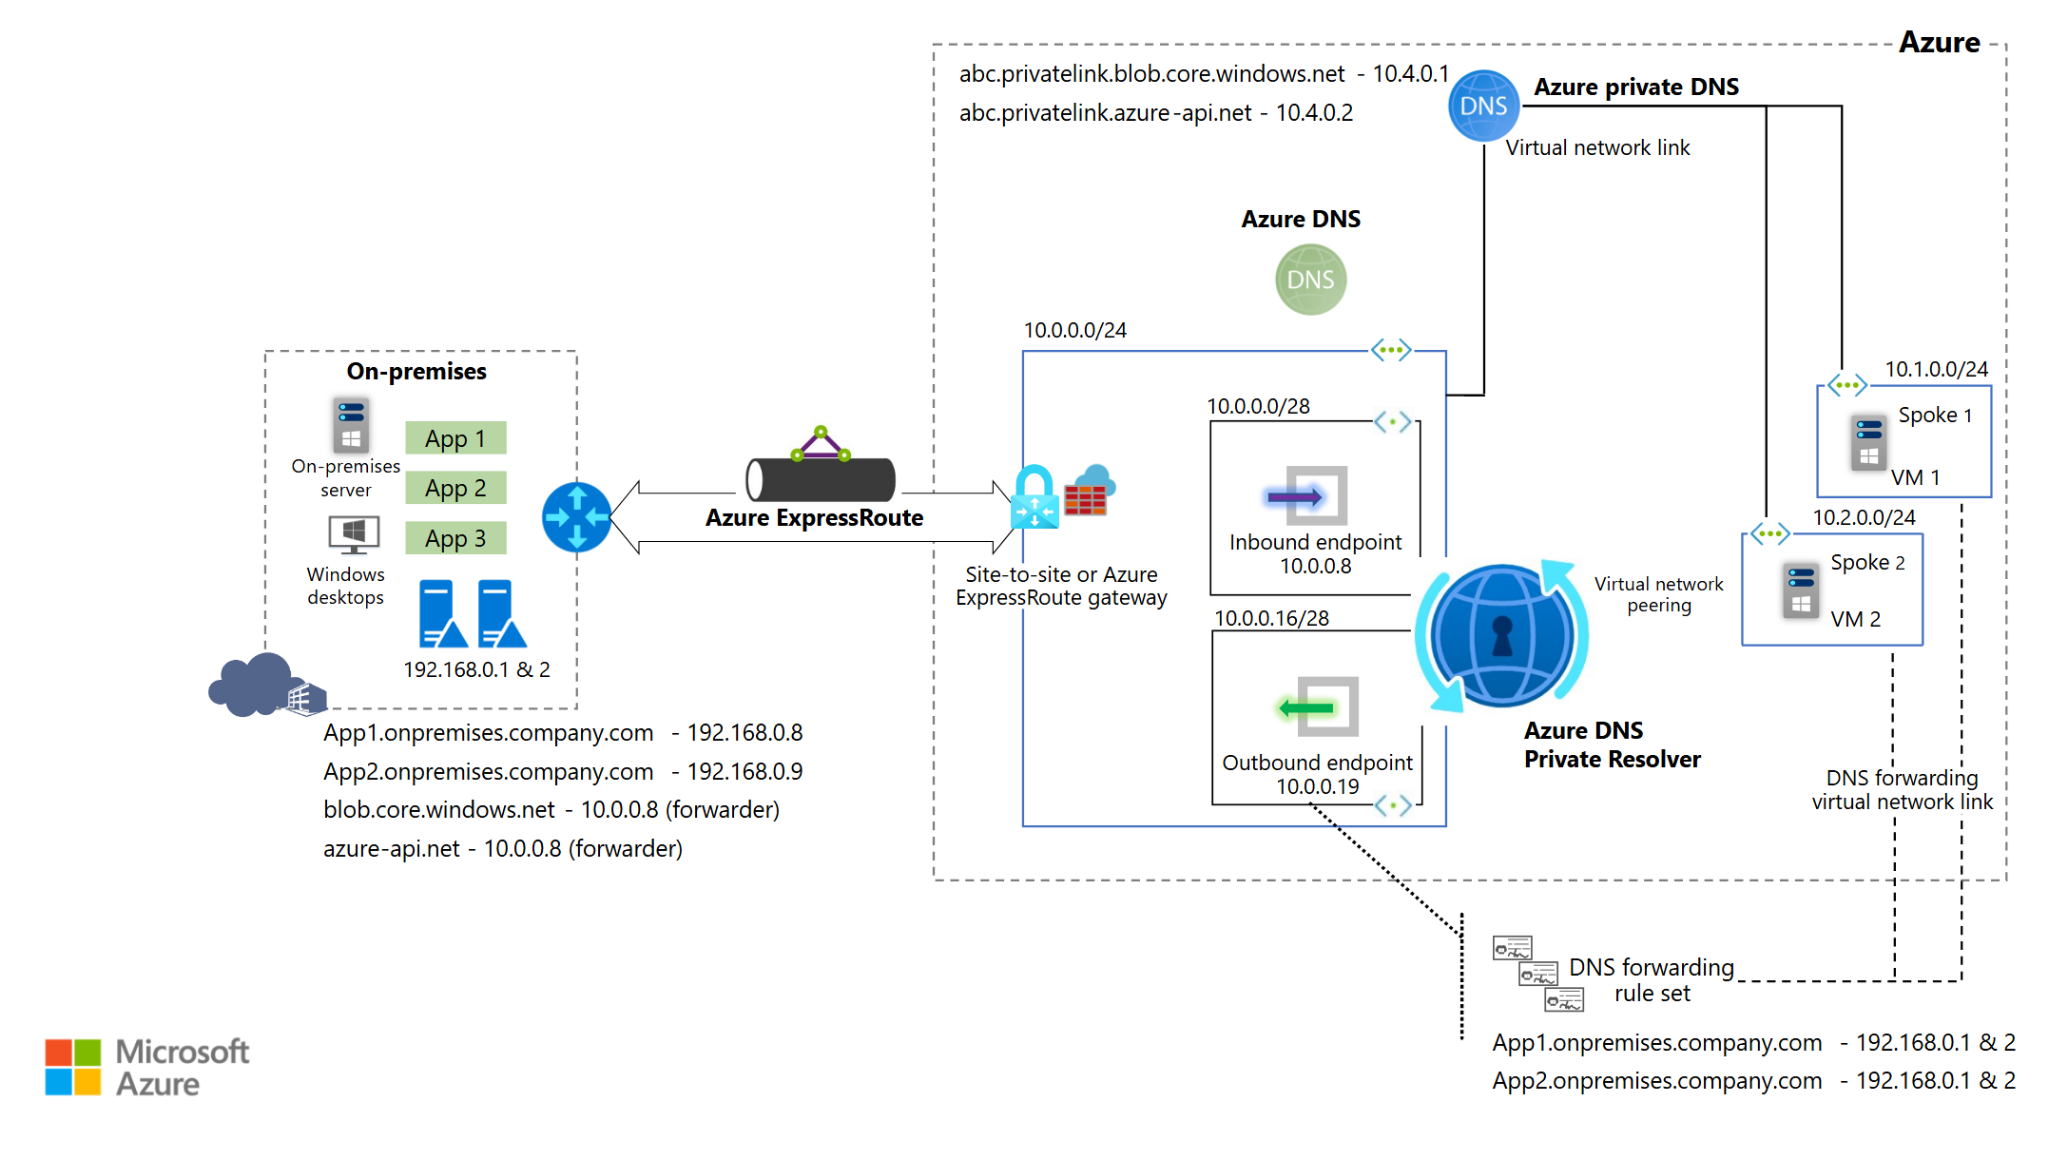 Azure
abc.privatelink.blob.core.windows.net - 10.4.0.1
abc.privatelink.azure-api.net - 10.4.0.2
DNS
Azure private DNS
Virtual network link
Azure DNS
DNS
10.0.0.0/24
10.0.0.0/28
Inbound endpoint
10.0.0.8
10.0.0.16/28
Outbound endpoint
10.0.0.19
On-premises
On-premises
server
App 1
App 2
App 3
Windows
desktops
192.168.0.1 & 2
Azure ExpressRoute
Site-to-site or Azure
ExpressRoute gateway
10.1.0.0/24
Spoke 1
VM 1
10.2.0.0/24
Spoke 2
VM 2
Virtual network
peering
Azure DNS
Private Resolver
App1.onpremises.company.com - 192.168.0.8
App2.onpremises.company.com - 192.168.0.9
blob.core.windows.net - 10.0.0.8 (forwarder)
azure-api.net - 10.0.0.8 (forwarder)
DNS forwarding
virtual network link
DNS forwarding
rule set
App1.onpremises.company.com - 192.168.0.1 & 2
App2.onpremises.company.com - 192.168.0.1 & 2
Microsoft
Azure